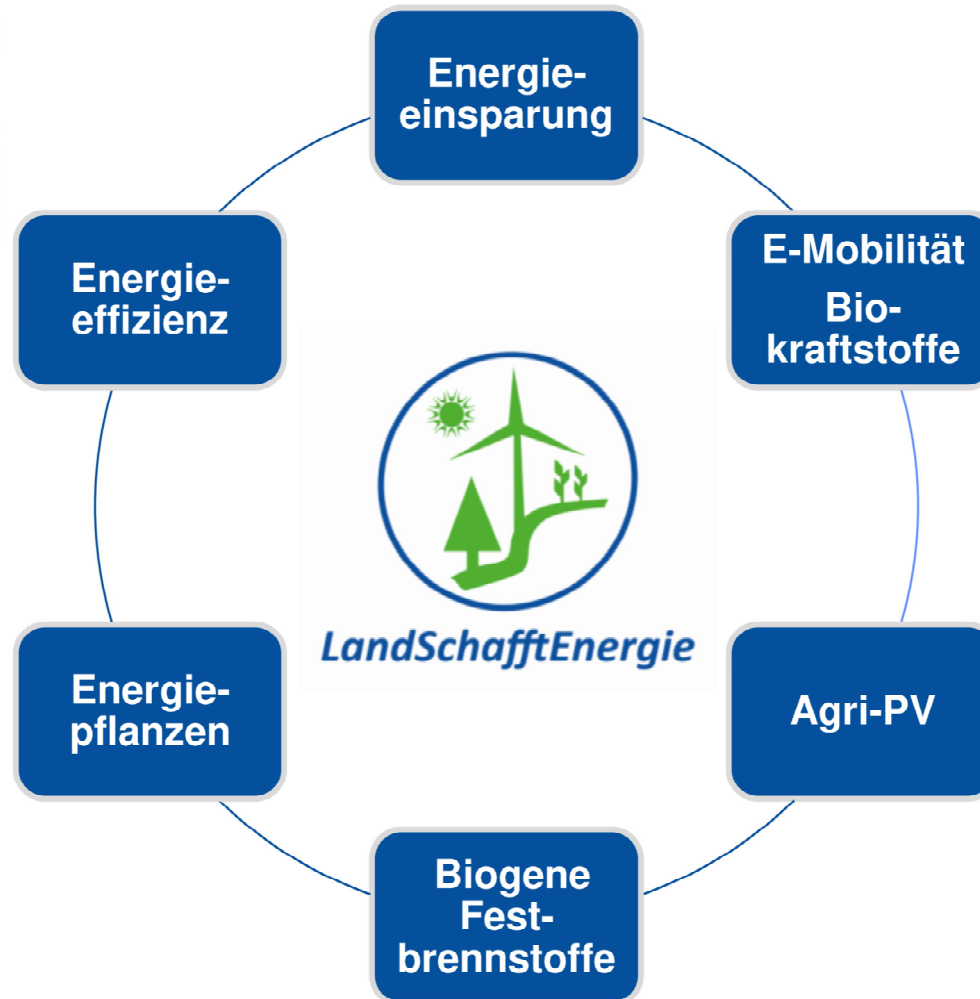 Energie-
einsparung
E-Mobilität
Bio-
kraftstoffe
Agri-PV
Biogene
Fest-
brennstoffe
Energie-
pflanzen
Energie-
effizienz
LandSchafftEnergie